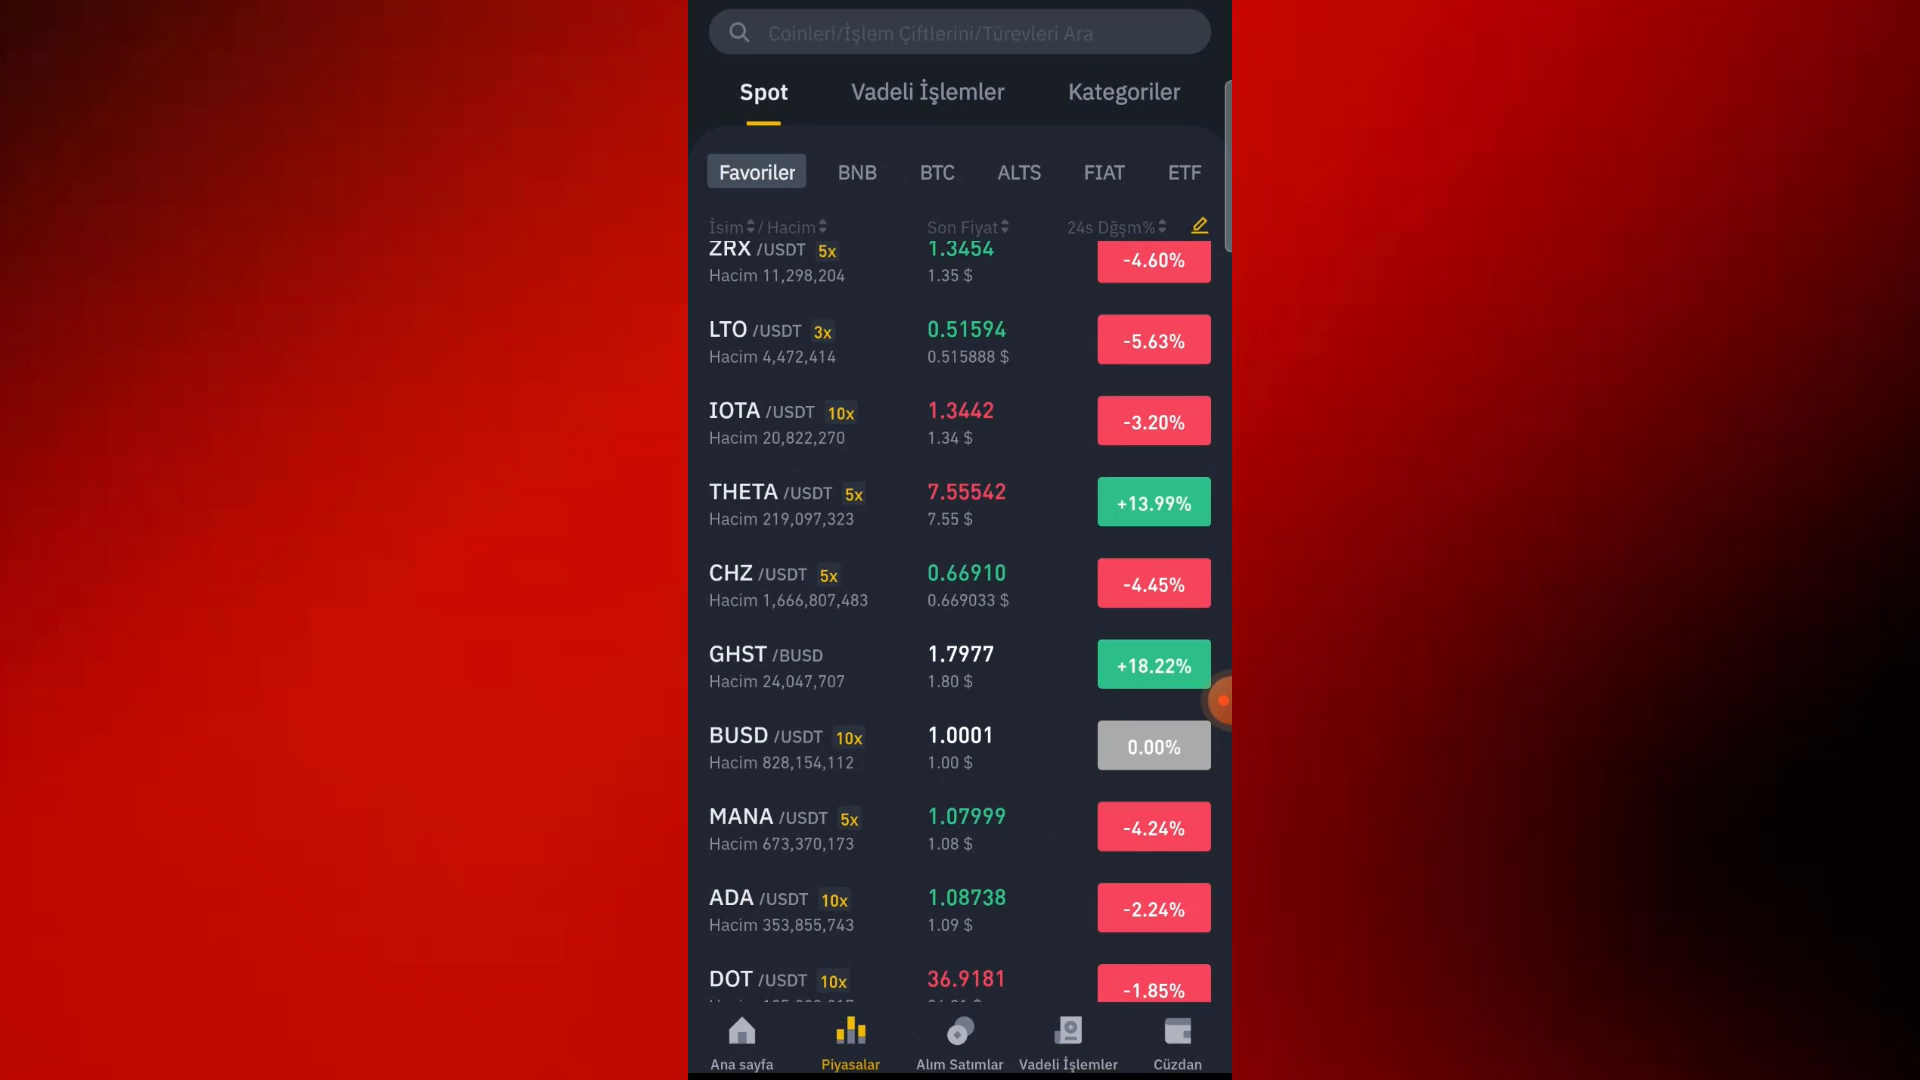 Coinleri/İşlem Çiftlerini/Türevleri Ara
Spot Vadeli İşlemler Kategoriler
Favoriler BNB BTC ALTS FIAT ETF
İsim / Hacim Son Fiyat 24s Dğşm%
ZRX /USDT 5x 1.3454 -4.60%
Hacim 11,298,204 1.35 $
LTO /USDT 3x 0.51594 -5.63%
Hacim 4,472,414 0.515888 $
IOTA /USDT 10x 1.3442 -3.20%
Hacim 20,822,270 1.34 $
THETA /USDT 5x 7.55542 +13.99%
Hacim 219,097,323 7.55 $
CHZ /USDT 5x 0.66910 -4.45%
Hacim 1,666,807,483 0.669033 $
GHST /BUSD 1.7977 +18.22%
Hacim 24,047,707 1.80 $
BUSD /USDT 10x 1.0001 0.00%
Hacim 828,154,112 1.00 $
MANA /USDT 5x 1.07999 -4.24%
Hacim 673,370,173 1.08 $
ADA /USDT 10x 1.08738 -2.24%
Hacim 353,855,743 1.09 $
DOT /USDT 10x 36.9181 -1.85%
Ana sayfa Piyasalar Alım Satımlar Vadeli İşlemler Cüzdan